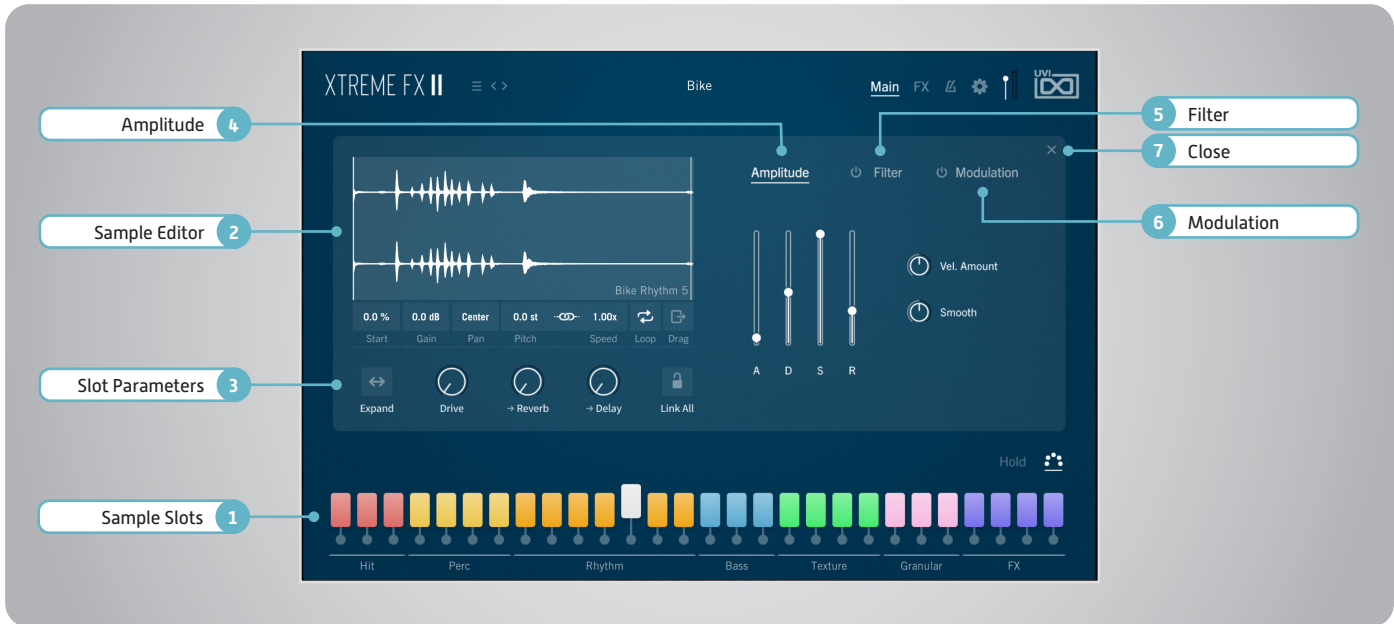 XTREME FX II
Bike
Main FX
UVI
Amplitude 4
5 Filter
7 Close
Amplitude Filter Modulation
Sample Editor 2
6 Modulation
Bike Rhythm 5
Vel. Amount
Smooth
0.0 % 0.0 dB Center 0.0 st 1.00x
Start Gain Pan Pitch Speed Loop Drag
A D S R
Slot Parameters 3
Expand Drive → Reverb → Delay Link All
Hold
Sample Slots 1
Hit Perc Rhythm Bass Texture Granular FX